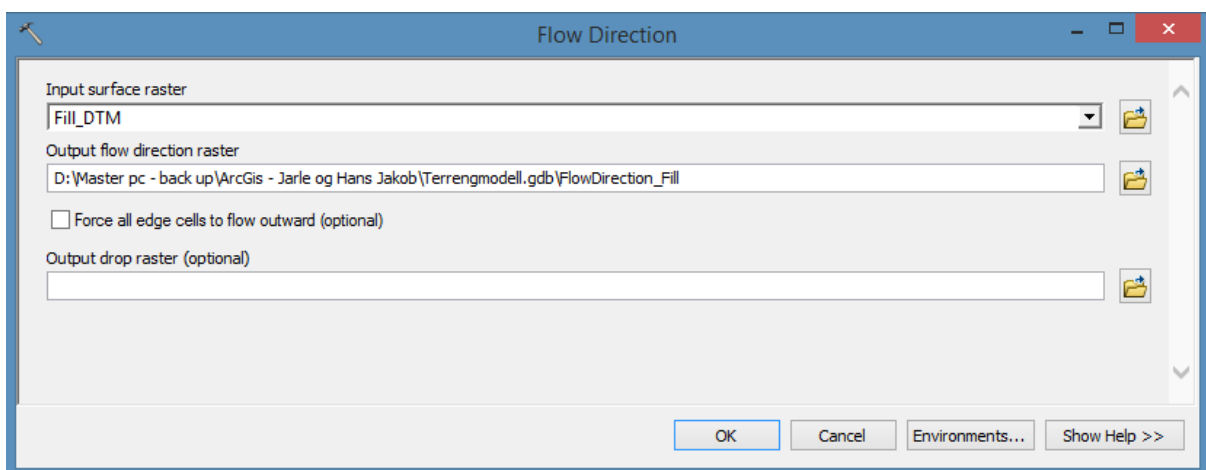 Flow Direction
Input surface raster
Fill_DTM
Output flow direction raster
D:\Master pc - back up\ArcGis - Jarle og Hans Jakob\Terrengmodell.gdb\FlowDirection_Fill
Force all edge cells to flow outward (optional)
Output drop raster (optional)
OK Cancel Environments... Show Help >>